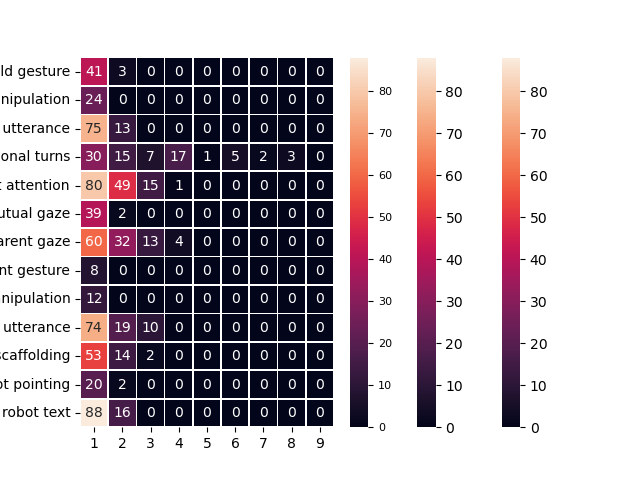 ld gesture 41 3 0 0 0 0 0 0 0
nipulation 24 0 0 0 0 0 0 0 0
utterance 75 13 0 0 0 0 0 0 0
onal turns 30 15 7 17 1 5 2 3 0
t attention 80 49 15 1 0 0 0 0 0
utual gaze 39 2 0 0 0 0 0 0 0
arent gaze 60 32 13 4 0 0 0 0 0
nt gesture 8 0 0 0 0 0 0 0 0
nipulation 12 0 0 0 0 0 0 0 0
utterance 74 19 10 0 0 0 0 0 0
scaffolding 53 14 2 0 0 0 0 0 0
ot pointing 20 2 0 0 0 0 0 0 0
robot text 88 16 0 0 0 0 0 0 0
1 2 3 4 5 6 7 8 9
80 80 80
70 70 70
60 60 60
50 50 50
40 40 40
30 30 30
20 20 20
10 10 10
0 0 0